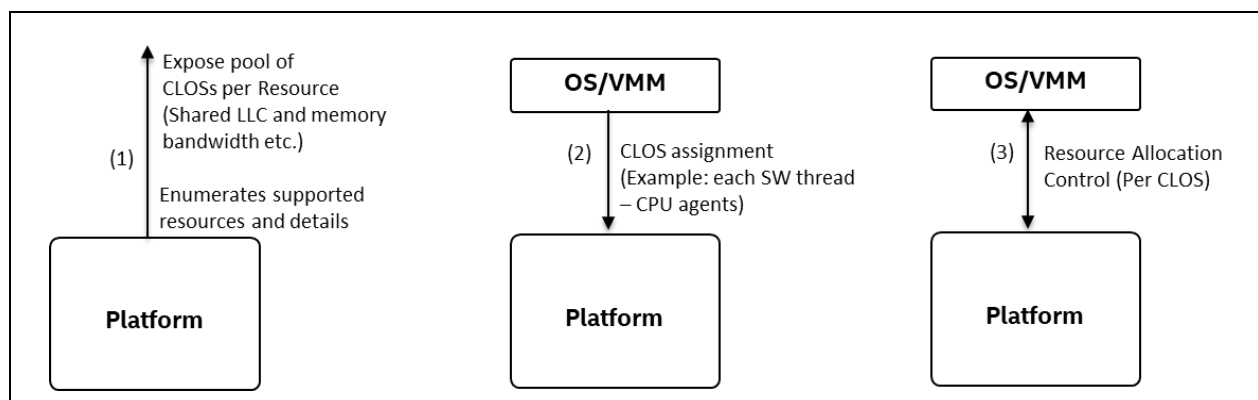 Expose pool of
CLOSs per Resource
(Shared LLC and memory
bandwidth etc.)
(1)
Enumerates supported
resources and details
Platform
OS/VMM
(2)
CLOS assignment
(Example: each SW thread
– CPU agents)
Platform
OS/VMM
(3)
Resource Allocation
Control (Per CLOS)
Platform